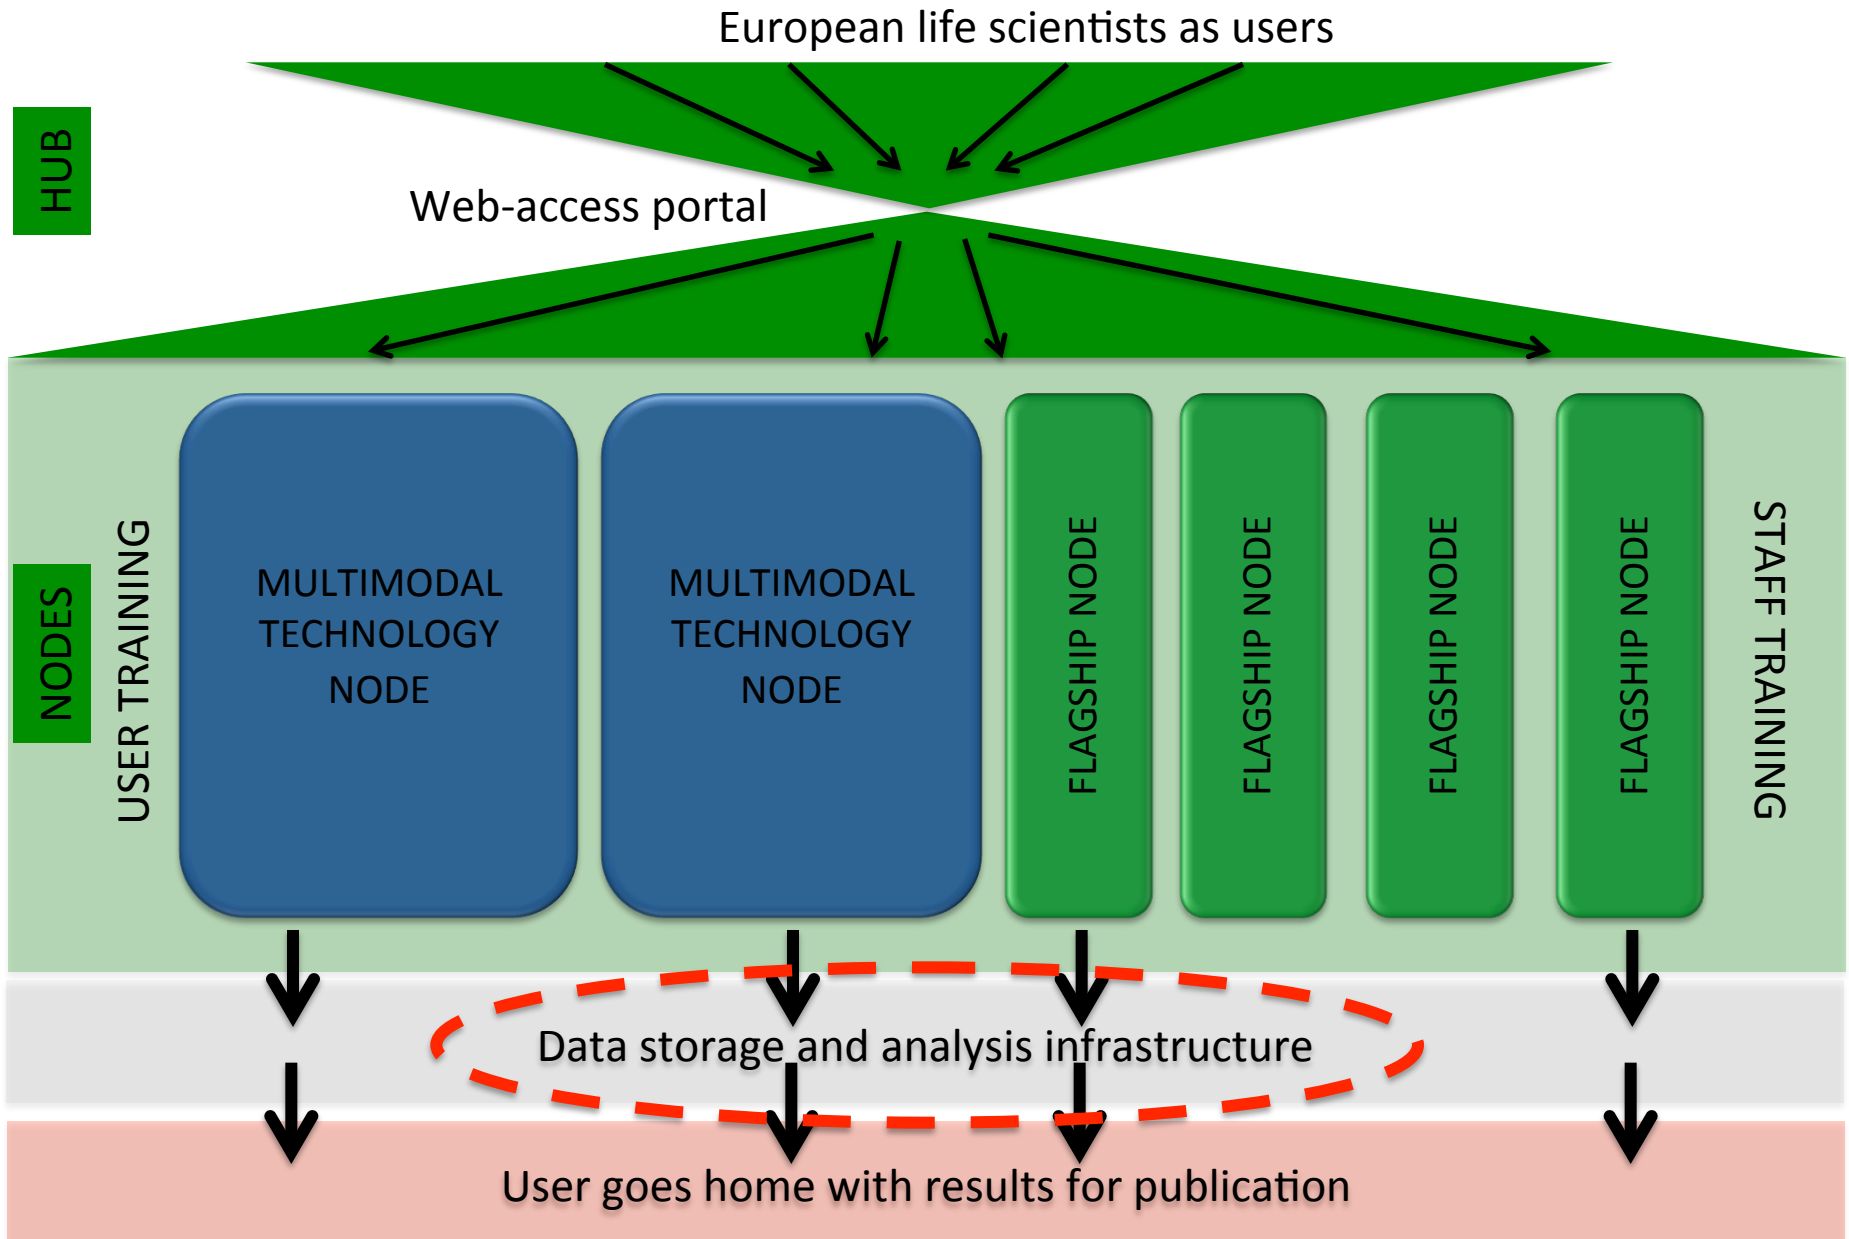 European life scientists as users
HUB
Web-access portal
NODES
USER TRAINING
MULTIMODAL
TECHNOLOGY
NODE
MULTIMODAL
TECHNOLOGY
NODE
FLAGSHIP NODE
FLAGSHIP NODE
FLAGSHIP NODE
FLAGSHIP NODE
STAFF TRAINING
Data storage and analysis infrastructure
User goes home with results for publication